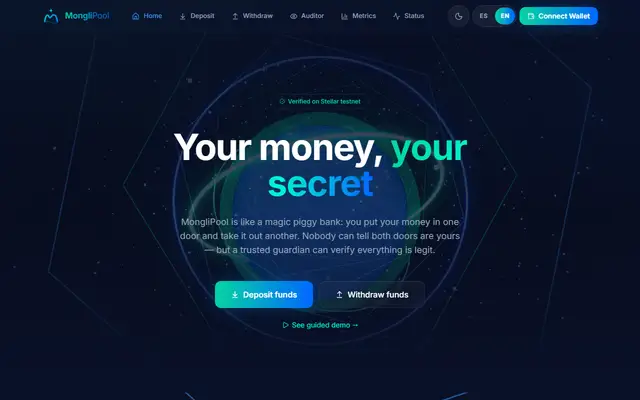 MongliPool
Home
Deposit
Withdraw
Auditor
Metrics
Status
ES
EN
Connect Wallet
Verified on Stellar testnet
Your money, your
secret
MongliPool is like a magic piggy bank: you put your money in one
door and take it out another. Nobody can tell both doors are yours
— but a trusted guardian can verify everything is legit.
Deposit funds
Withdraw funds
See guided demo →